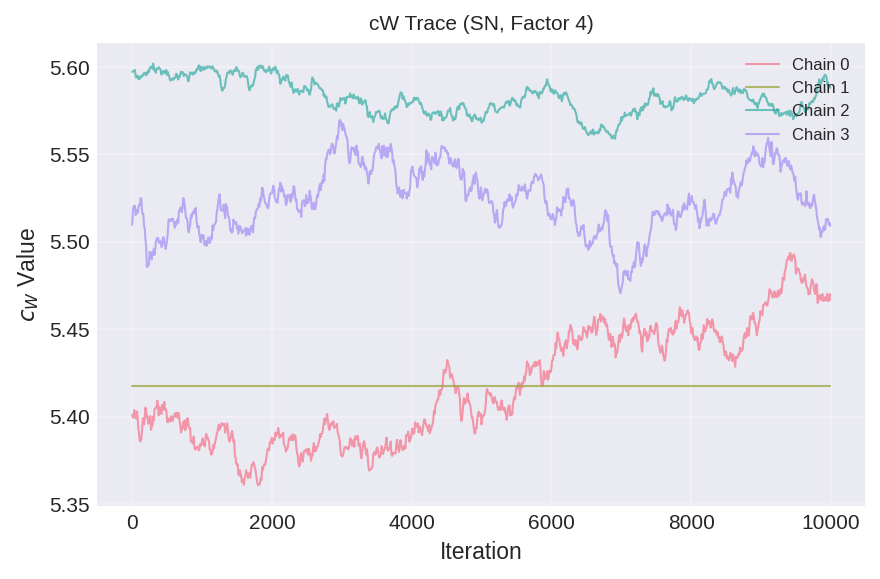 cW Trace (SN, Factor 4)
Chain 0
Chain 1
Chain 2
Chain 3
5.60
5.55
5.50
5.45
5.40
5.35
c_W Value
0 2000 4000 6000 8000 10000
Iteration